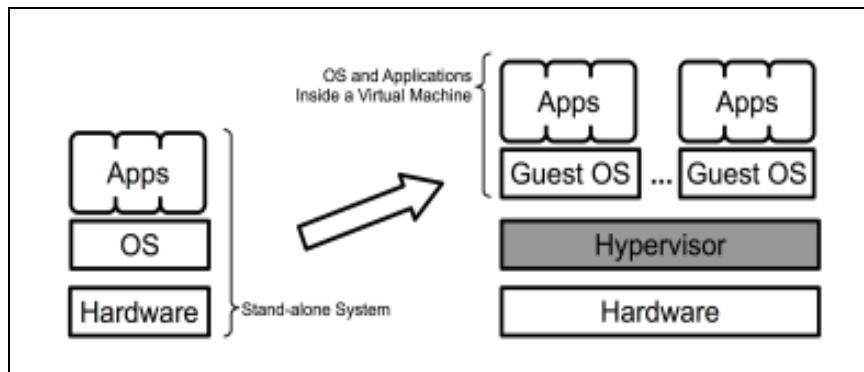 OS and Applications
Inside a Virtual Machine
Apps
Apps
Guest OS ... Guest OS
Apps
OS
Hypervisor
Hardware
Stand-alone System
Hardware